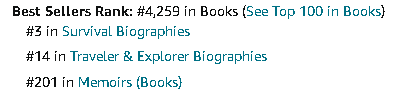 Best Sellers Rank: #4,259 in Books (See Top 100 in Books)
#3 in Survival Biographies
#14 in Traveler & Explorer Biographies
#201 in Memoirs (Books)